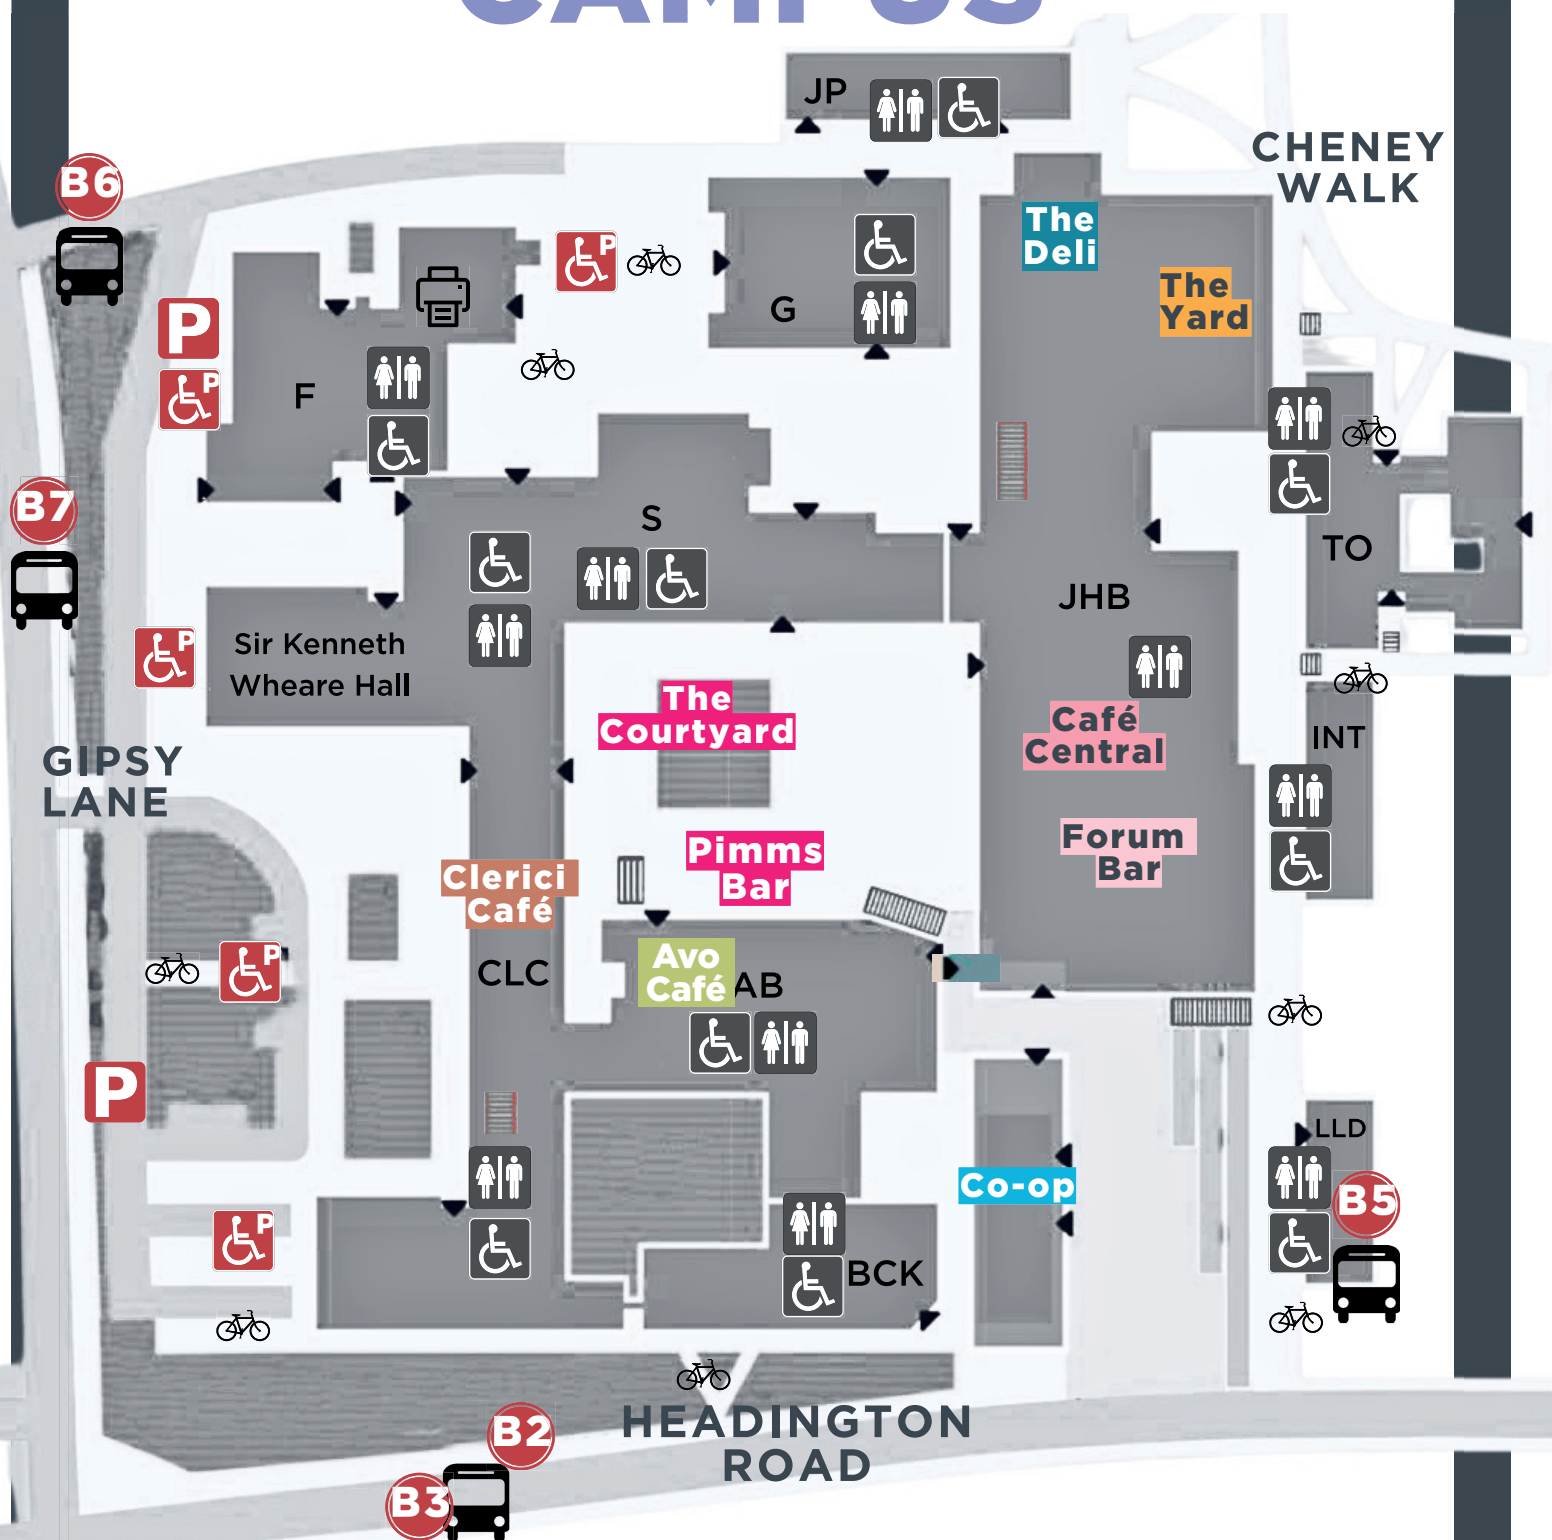 CAMPUS
JP
CHENEY
WALK
B6
The
Deli
P
The
Yard
P
G
P
F
B7
S
TO
JHB
Sir Kenneth
Wheare Hall
P
The
Courtyard
Café
Central
INT
GIPSY
LANE
Forum
Bar
Pimms
Bar
Clerici
Café
Avo
Café
AB
CLC
P
P
LLD
Co-op
B5
P
BCK
HEADINGTON
ROAD
B2
B3